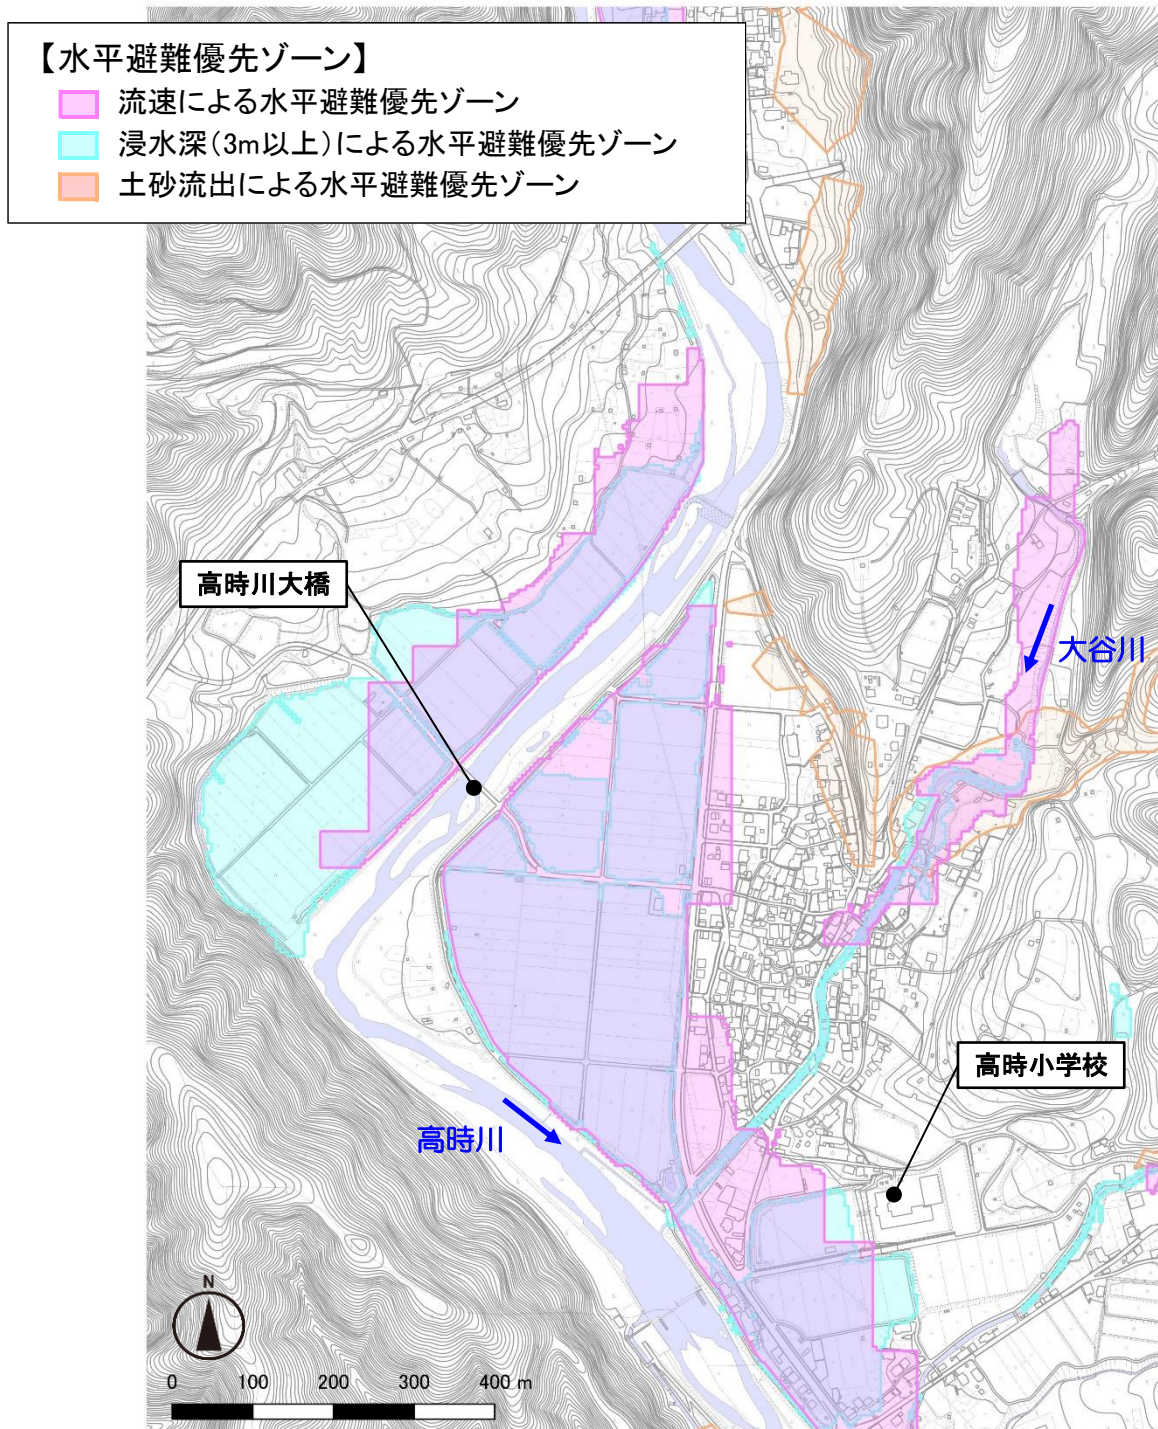 【水平避難優先ゾーン】
流速による水平避難優先ゾーン
浸水深(3m以上)による水平避難優先ゾーン
土砂流出による水平避難優先ゾーン
高時川大橋
大谷川
高時小学校
高時川
N
0 100 200 300 400 m